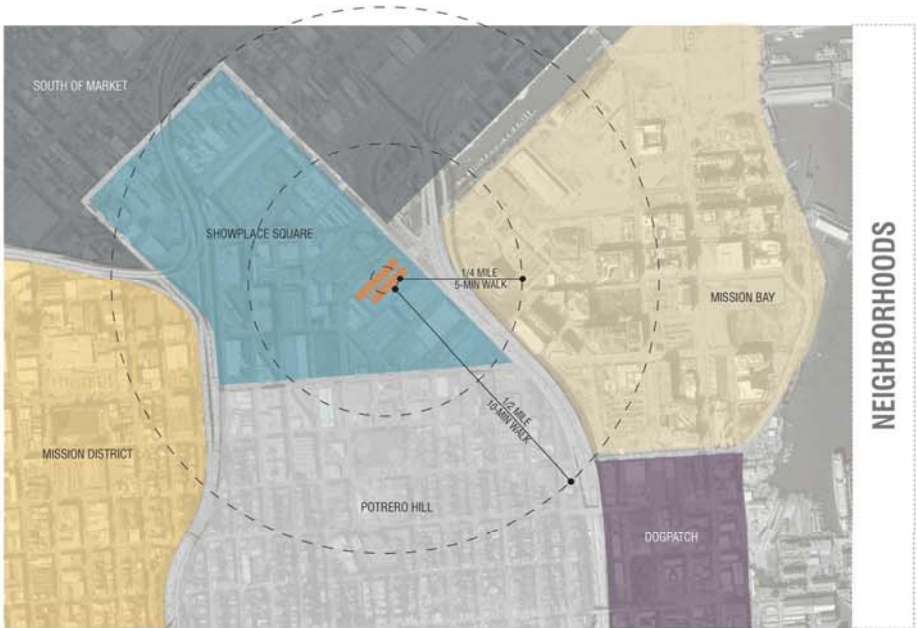 SOUTH OF MARKET
SHOWPLACE SQUARE
1/4 MILE
5-MIN WALK
MISSION BAY
1/2 MILE
10-MIN WALK
MISSION DISTRICT
POTRERO HILL
DOGPATCH
NEIGHBORHOODS